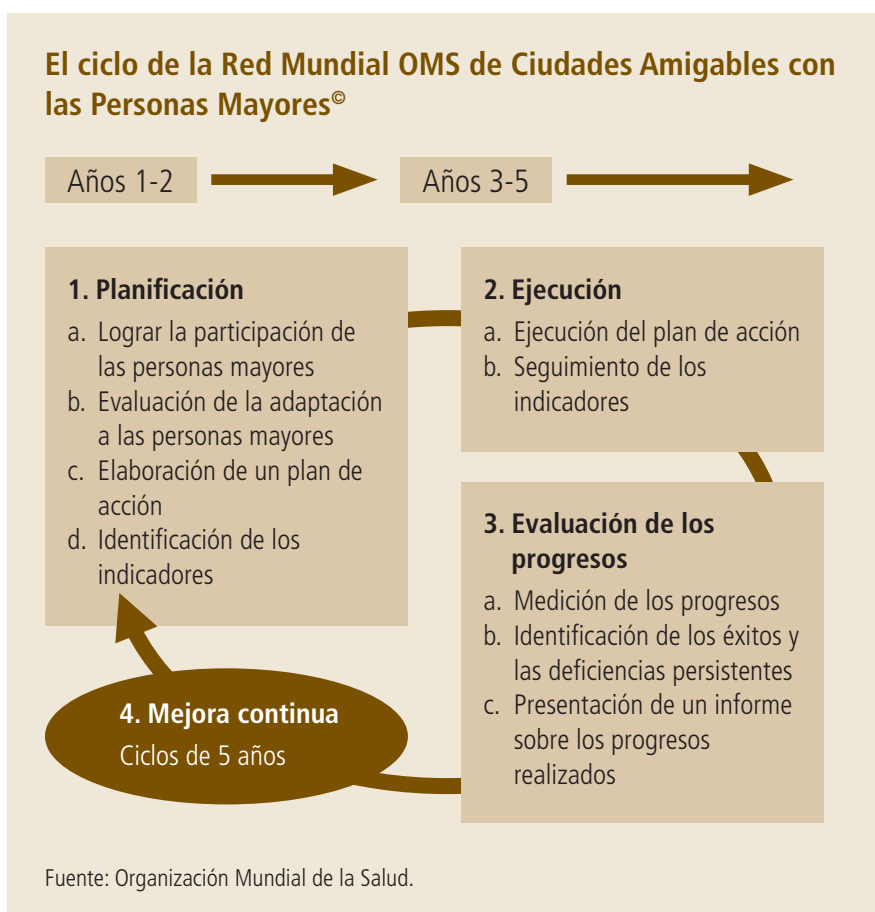 El ciclo de la Red Mundial OMS de Ciudades Amigables con
las Personas Mayores©
Años 1-2
Años 3-5
1. Planificación
a. Lograr la participación de
las personas mayores
b. Evaluación de la adaptación
a las personas mayores
c. Elaboración de un plan de
acción
d. Identificación de los
indicadores
2. Ejecución
a. Ejecución del plan de acción
b. Seguimiento de los
indicadores
3. Evaluación de los
progresos
a. Medición de los progresos
b. Identificación de los éxitos y
las deficiencias persistentes
c. Presentación de un informe
sobre los progresos
realizados
4. Mejora continua
Ciclos de 5 años
Fuente: Organización Mundial de la Salud.